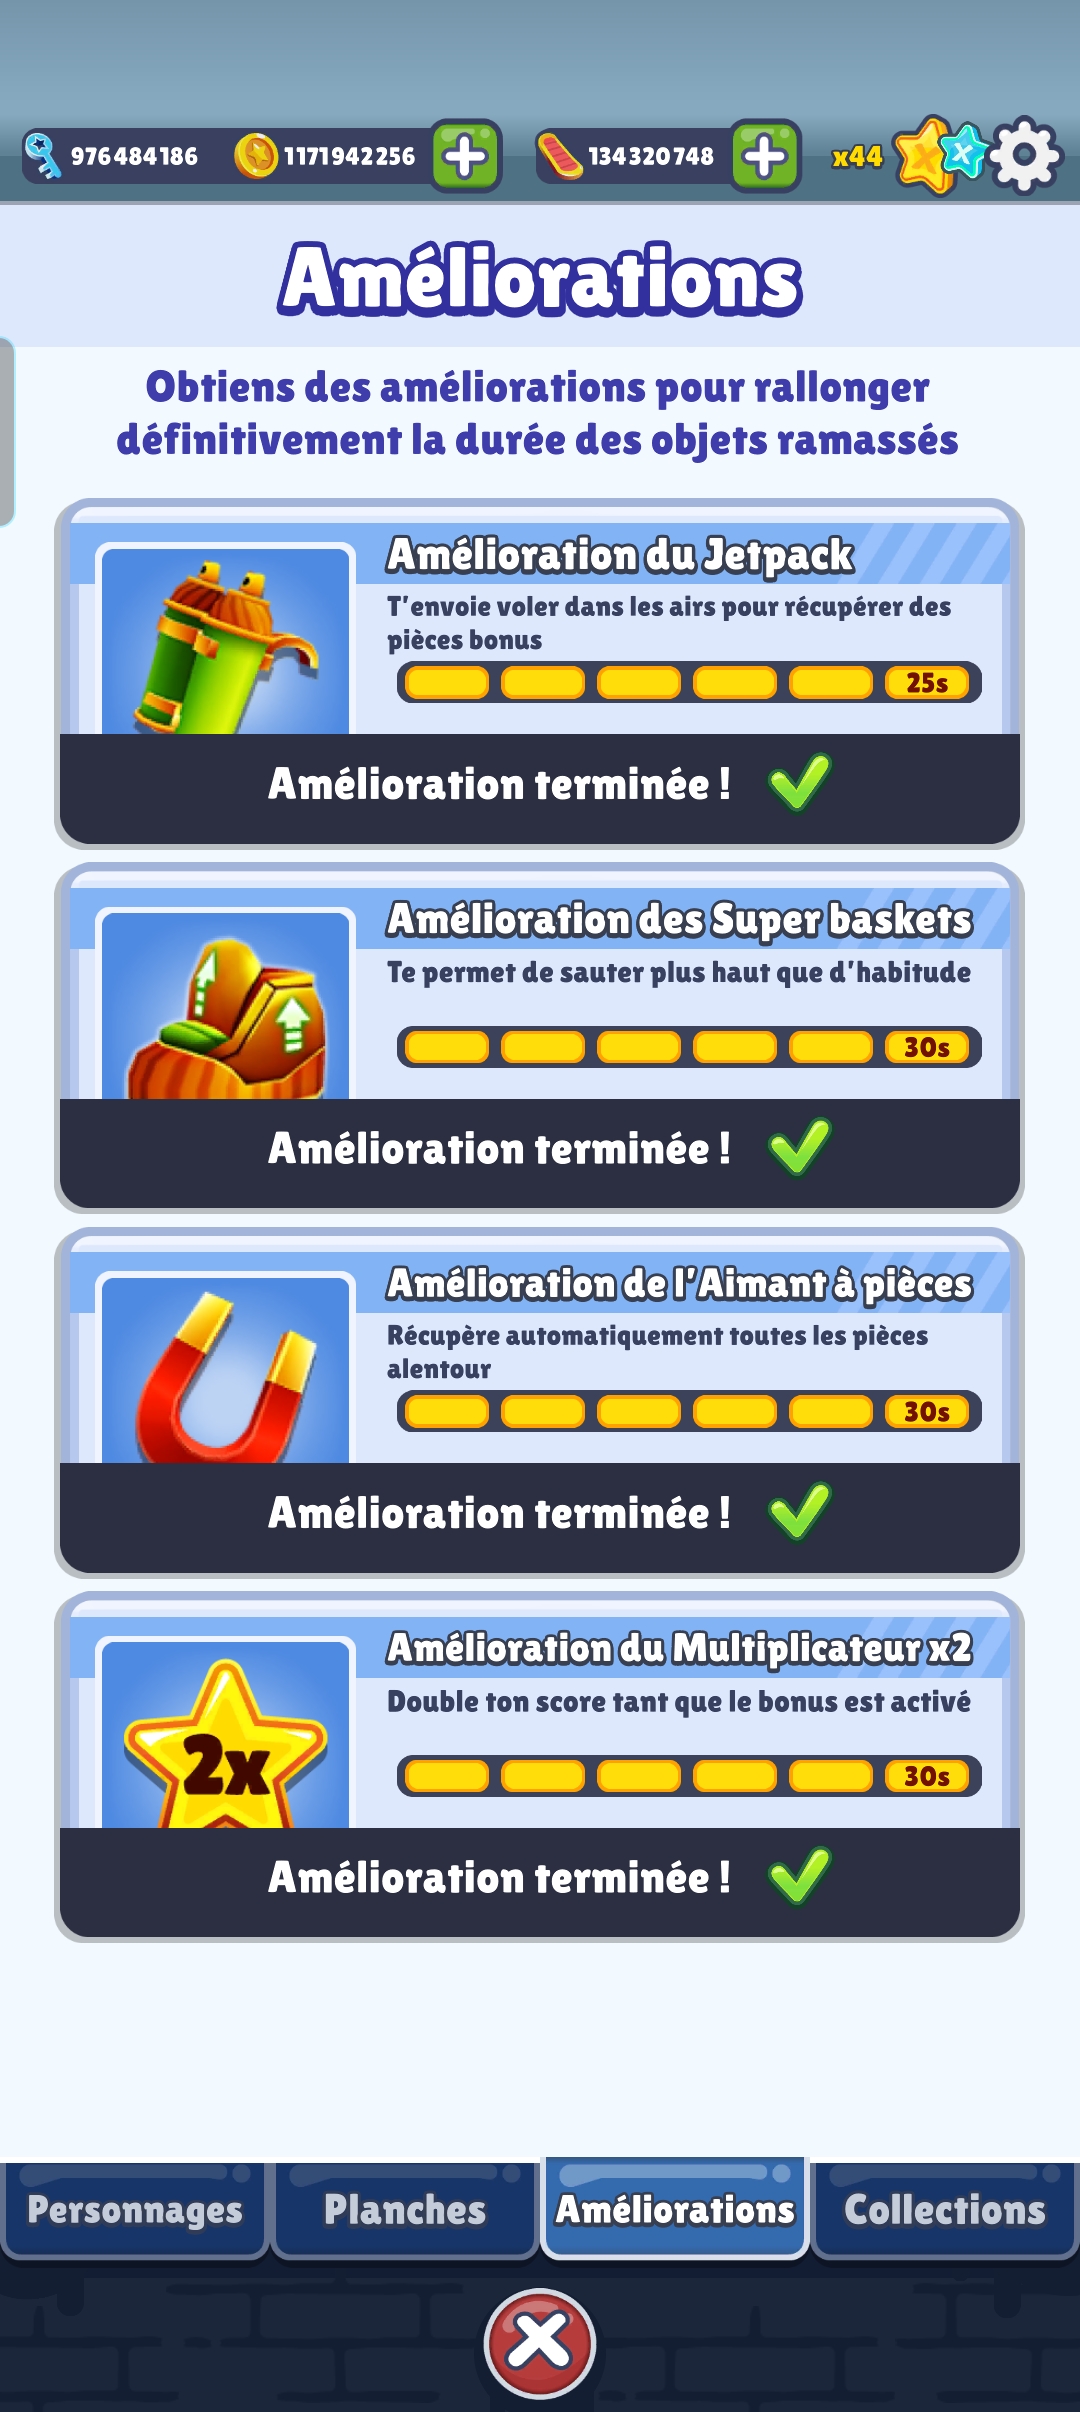 976484186 1171942256 134320748 x44
Améliorations
Obtiens des améliorations pour rallonger
définitivement la durée des objets ramassés
Amélioration du Jetpack
T'envoie voler dans les airs pour récupérer des
pièces bonus
25s
Amélioration terminée !
Amélioration des Super baskets
Te permet de sauter plus haut que d'habitude
30s
Amélioration terminée !
Amélioration de l'Aimant à pièces
Récupère automatiquement toutes les pièces
alentour
30s
Amélioration terminée !
Amélioration du Multiplicateur x2
Double ton score tant que le bonus est activé
2x
30s
Amélioration terminée !
Personnages Planches Améliorations Collections